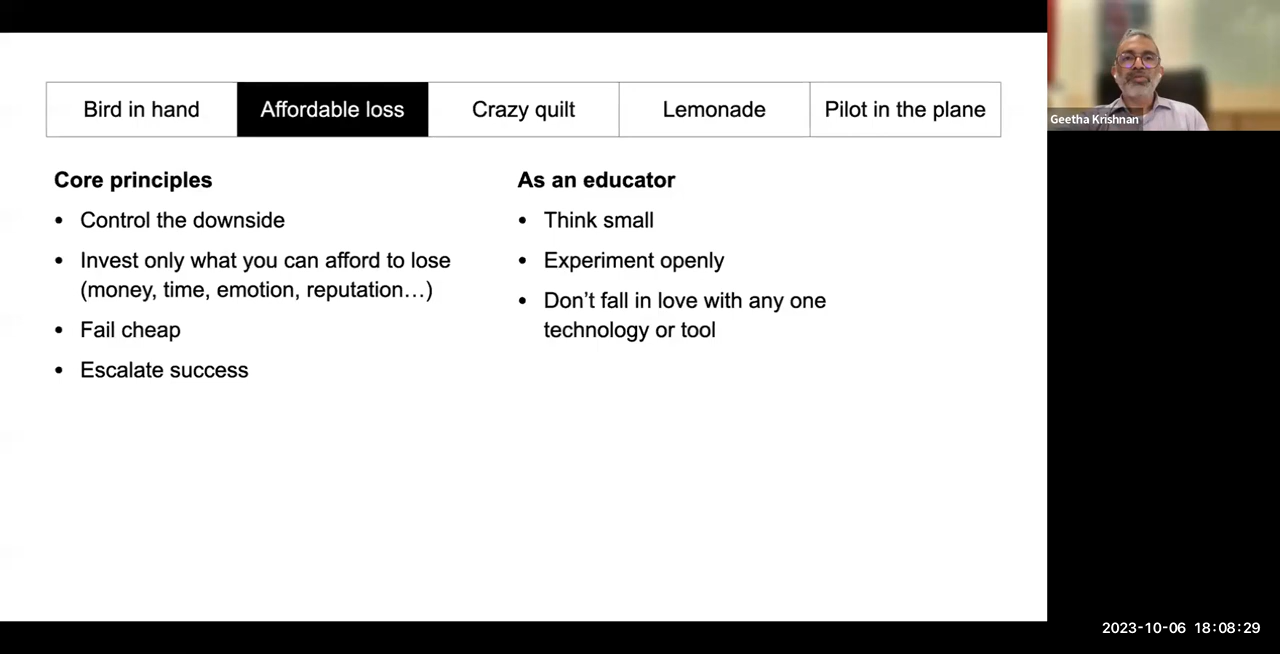 Bird in hand
Affordable loss
Crazy quilt
Lemonade
Pilot in the plane
Geetha Krishnan
Core principles
• Control the downside
• Invest only what you can afford to lose
(money, time, emotion, reputation…)
• Fail cheap
• Escalate success
As an educator
• Think small
• Experiment openly
• Don’t fall in love with any one
technology or tool
2023-10-06 18:08:29